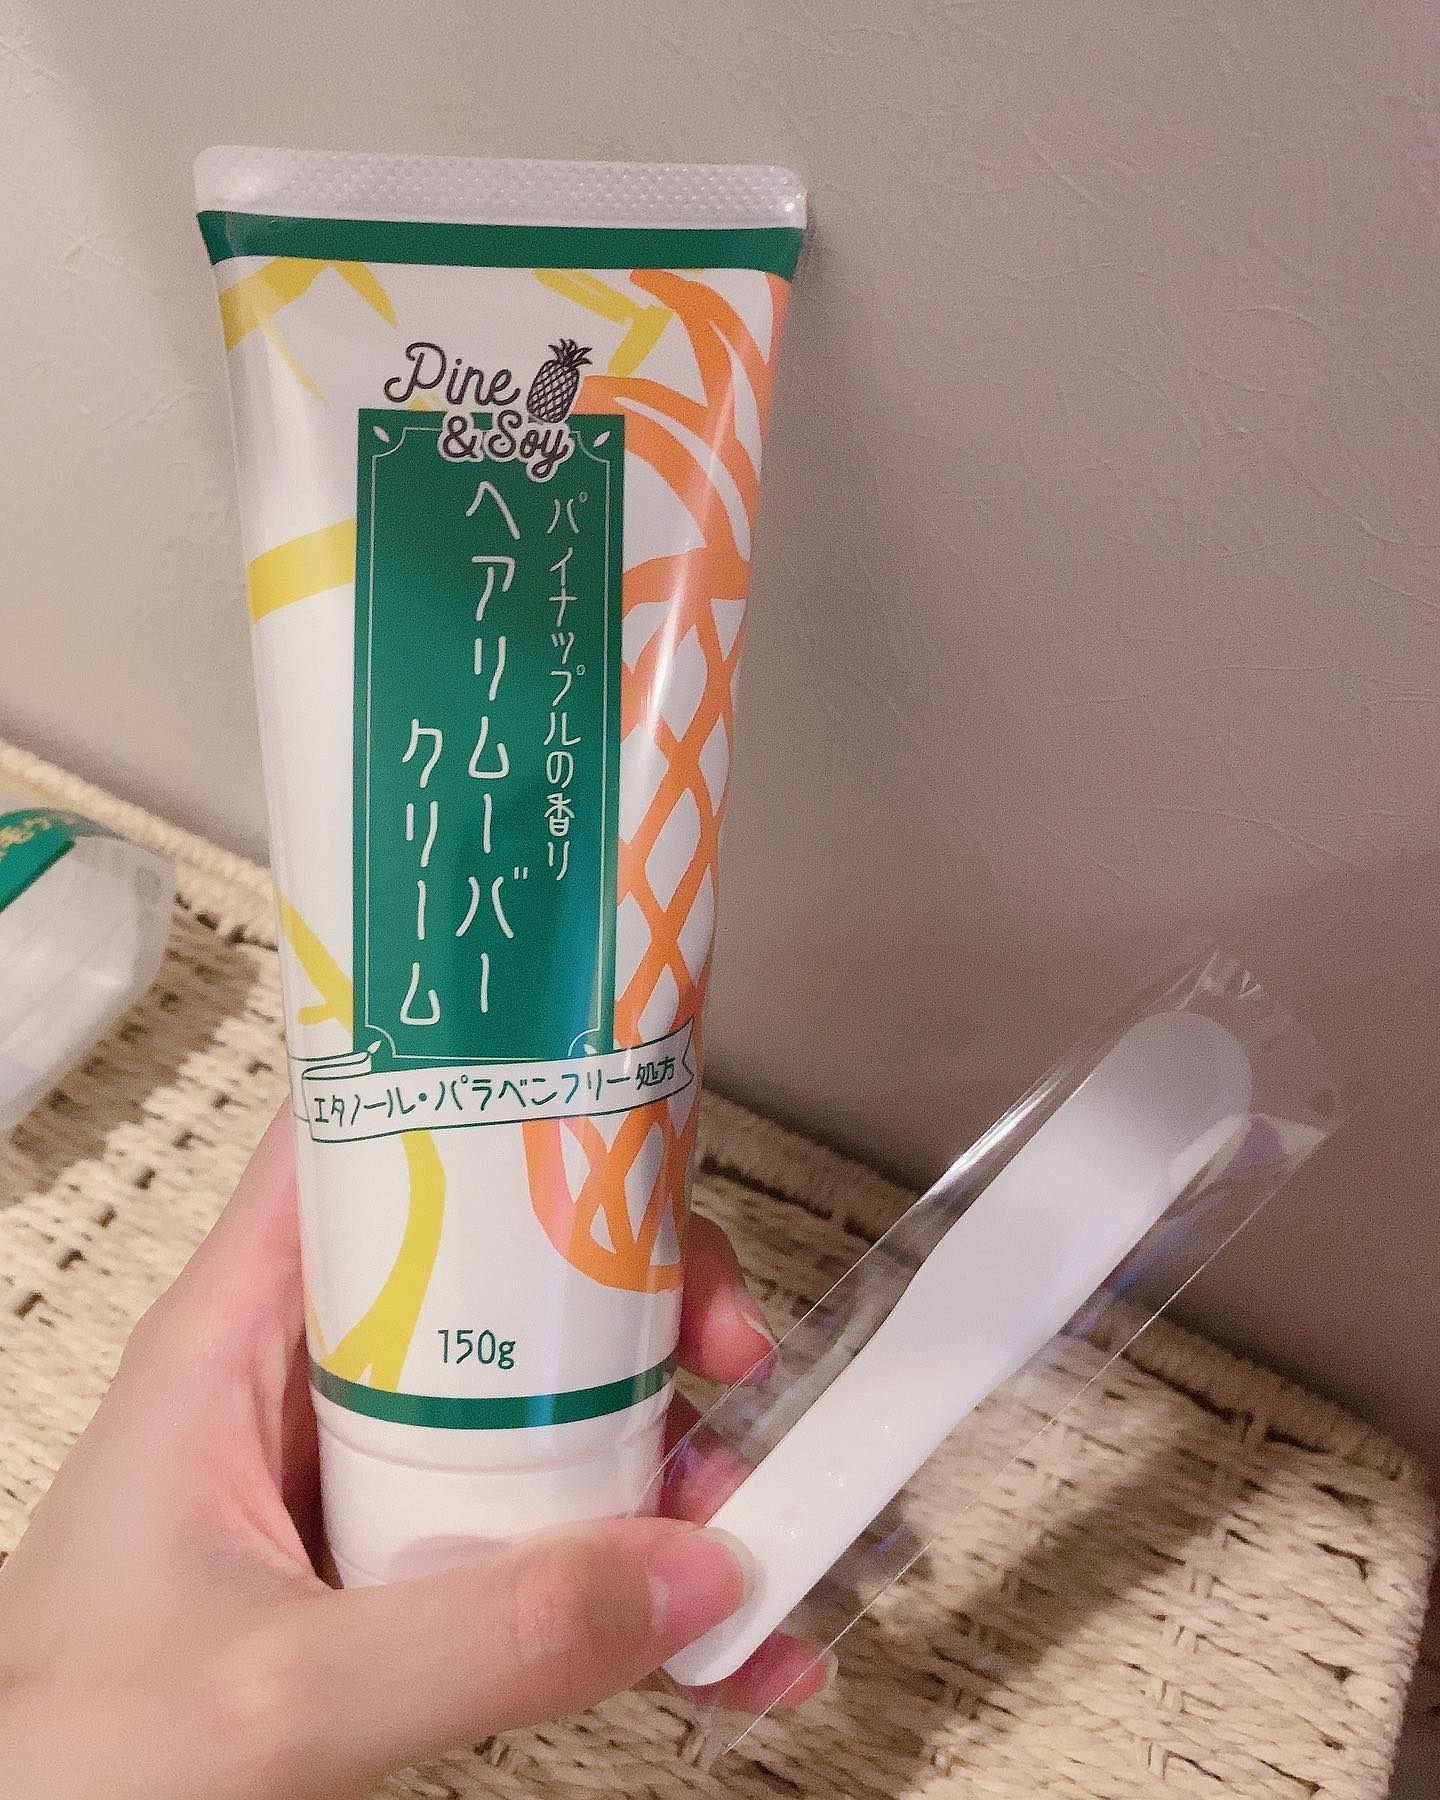 Pine
& Soy
パイナップルの香り
ヘアリムーバー
クリーム
エタノール・パラベンフリー処方
150g